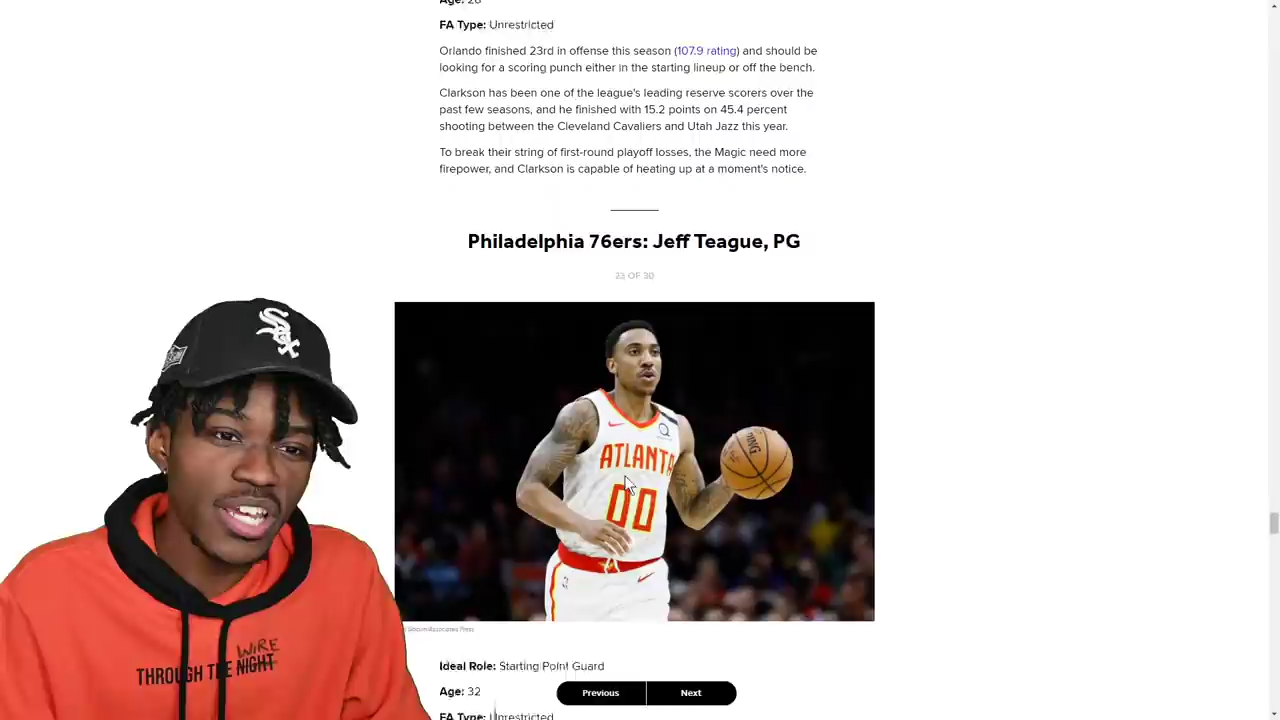 Age: 28
FA Type: Unrestricted
Orlando finished 23rd in offense this season (107.9 rating) and should be
looking for a scoring punch either in the starting lineup or off the bench.
Clarkson has been one of the league's leading reserve scorers over the
past few seasons, and he finished with 15.2 points on 45.4 percent
shooting between the Cleveland Cavaliers and Utah Jazz this year.
To break their string of first-round playoff losses, the Magic need more
firepower, and Clarkson is capable of heating up at a moment's notice.
Philadelphia 76ers: Jeff Teague, PG
23 OF 30
SOX
ATLANTA
00
THROUGH THE NIGHT
WIRE
Associated Press
Ideal Role: Starting Point Guard
Age: 32
FA Type: Unrestricted
Previous
Next